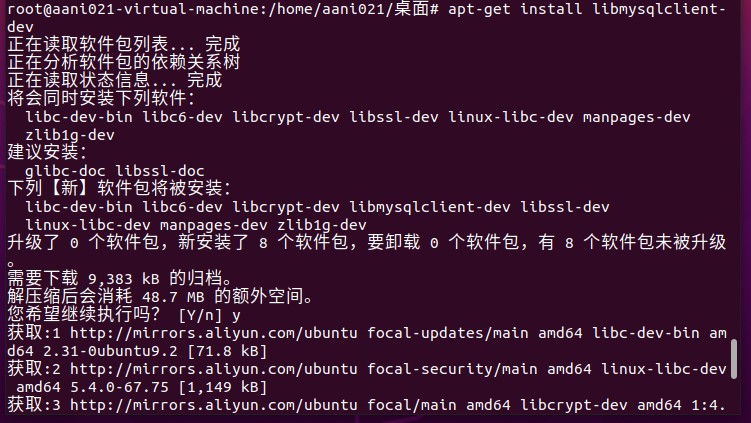 root@aani021-virtual-machine:/home/aani021/桌面# apt-get install libmysqlclient-
dev
正在读取软件包列表... 完成
正在分析软件包的依赖关系树
正在读取状态信息... 完成
将会同时安装下列软件：
  libc-dev-bin libc6-dev libcrypt-dev libssl-dev linux-libc-dev manpages-dev
  zlib1g-dev
建议安装：
  glibc-doc libssl-doc
下列【新】软件包将被安装：
  libc-dev-bin libc6-dev libcrypt-dev libmysqlclient-dev libssl-dev
  linux-libc-dev manpages-dev zlib1g-dev
升级了 0 个软件包，新安装了 8 个软件包，要卸载 0 个软件包，有 8 个软件包未被升级
。
需要下载 9,383 kB 的归档。
解压缩后会消耗 48.7 MB 的额外空间。
您希望继续执行吗？ [Y/n] y
获取:1 http://mirrors.aliyun.com/ubuntu focal-updates/main amd64 libc-dev-bin am
d64 2.31-0ubuntu9.2 [71.8 kB]
获取:2 http://mirrors.aliyun.com/ubuntu focal-security/main amd64 linux-libc-dev
 amd64 5.4.0-67.75 [1,149 kB]
获取:3 http://mirrors.aliyun.com/ubuntu focal/main amd64 libcrypt-dev amd64 1:4.